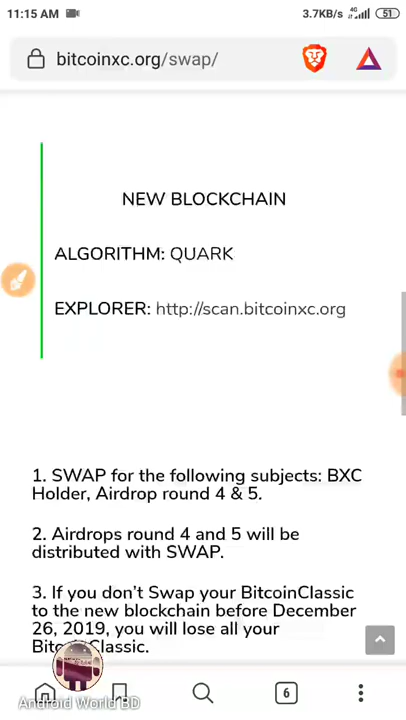 11:15 AM
3.7KB/s 4G 51
bitcoinxc.org/swap/
NEW BLOCKCHAIN
ALGORITHM: QUARK
EXPLORER: http://scan.bitcoinxc.org
1. SWAP for the following subjects: BXC
Holder, Airdrop round 4 & 5.
2. Airdrops round 4 and 5 will be
distributed with SWAP.
3. If you don't Swap your BitcoinClassic
to the new blockchain before December
26, 2019, you will lose all your
BitcoinClassic.
6
Android World BD